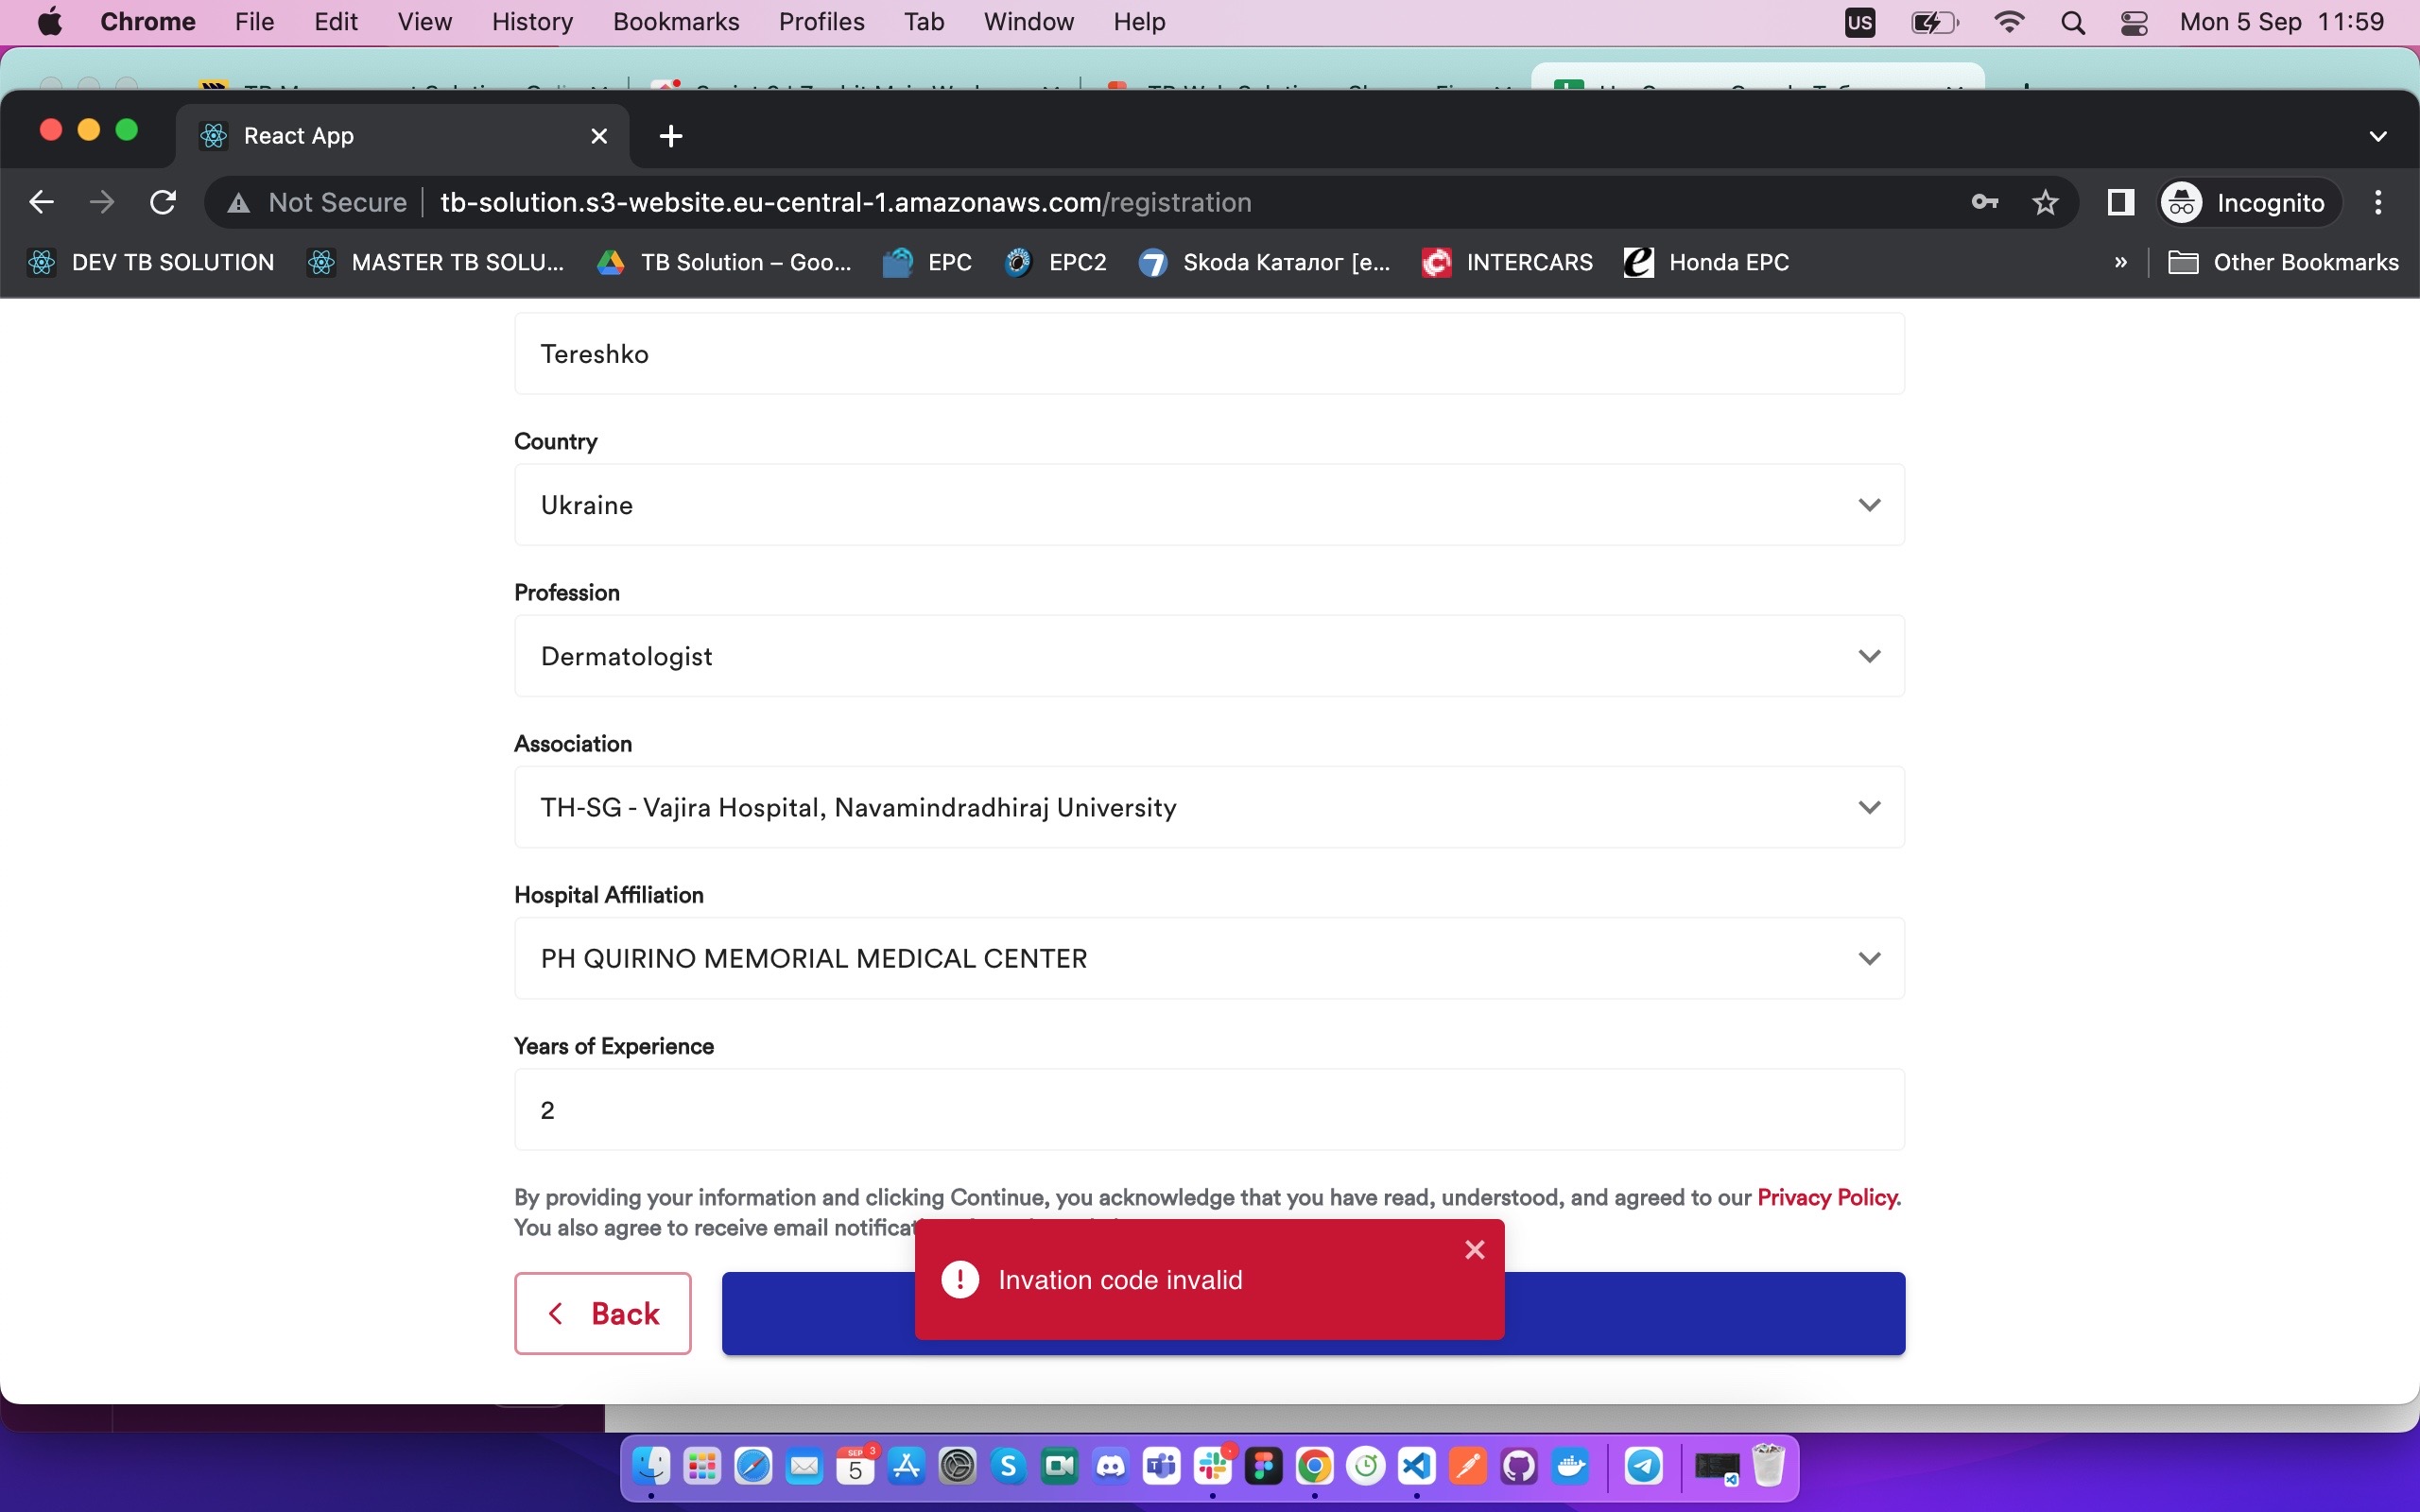 Chrome File Edit View History Bookmarks Profiles Tab Window Help US Mon 5 Sep 11:59
React App
Not Secure tb-solution.s3-website.eu-central-1.amazonaws.com/registration Incognito
DEV TB SOLUTION MASTER TB SOLU... TB Solution – Goo... EPC EPC2 Skoda Каталог [e... INTERCARS Honda EPC » Other Bookmarks
Tereshko
Country
Ukraine
Profession
Dermatologist
Association
TH-SG - Vajira Hospital, Navamindradhiraj University
Hospital Affiliation
PH QUIRINO MEMORIAL MEDICAL CENTER
Years of Experience
2
By providing your information and clicking Continue, you acknowledge that you have read, understood, and agreed to our Privacy Policy.
You also agree to receive email
Invation code invalid
Back
SEP 3
5